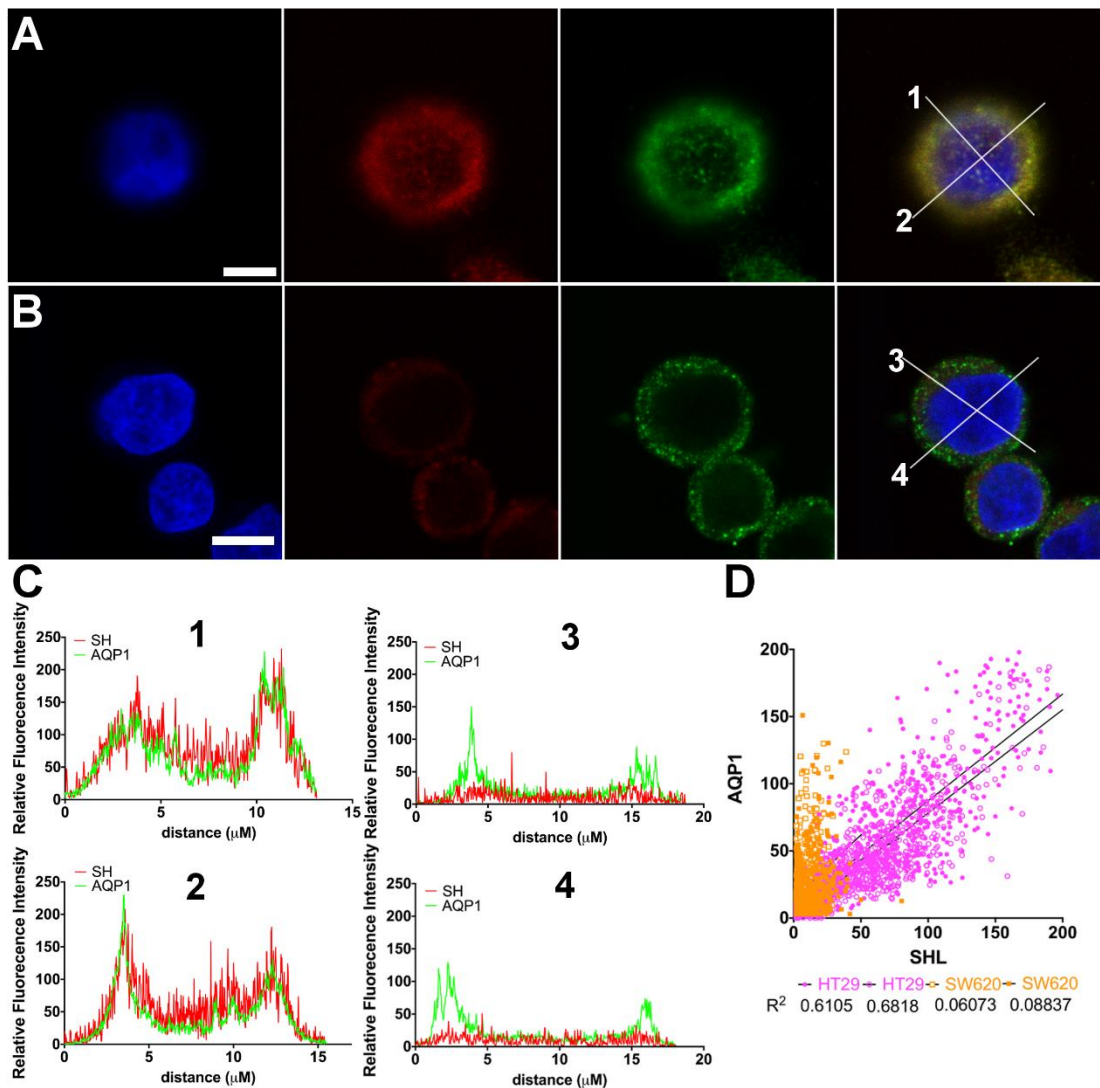 A
1
2
B
3
4
C
D
1
Relative Fluorecence Intensity
SH
AQP1
250
200
150
100
50
0
0 5 10 15
distance (μM)
3
Relative Fluorecence Intensity
SH
AQP1
250
200
150
100
50
0
0 5 10 15 20
distance (μM)
2
Relative Fluorecence Intensity
SH
AQP1
250
200
150
100
50
0
0 5 10 15
distance (μM)
4
Relative Fluorecence Intensity
SH
AQP1
250
200
150
100
50
0
0 5 10 15 20
distance (μM)
AQP1
200
150
100
50
0
0 50 100 150 200
SHL
HT29 HT29 SW620 SW620
R² 0.6105 0.6818 0.06073 0.08837